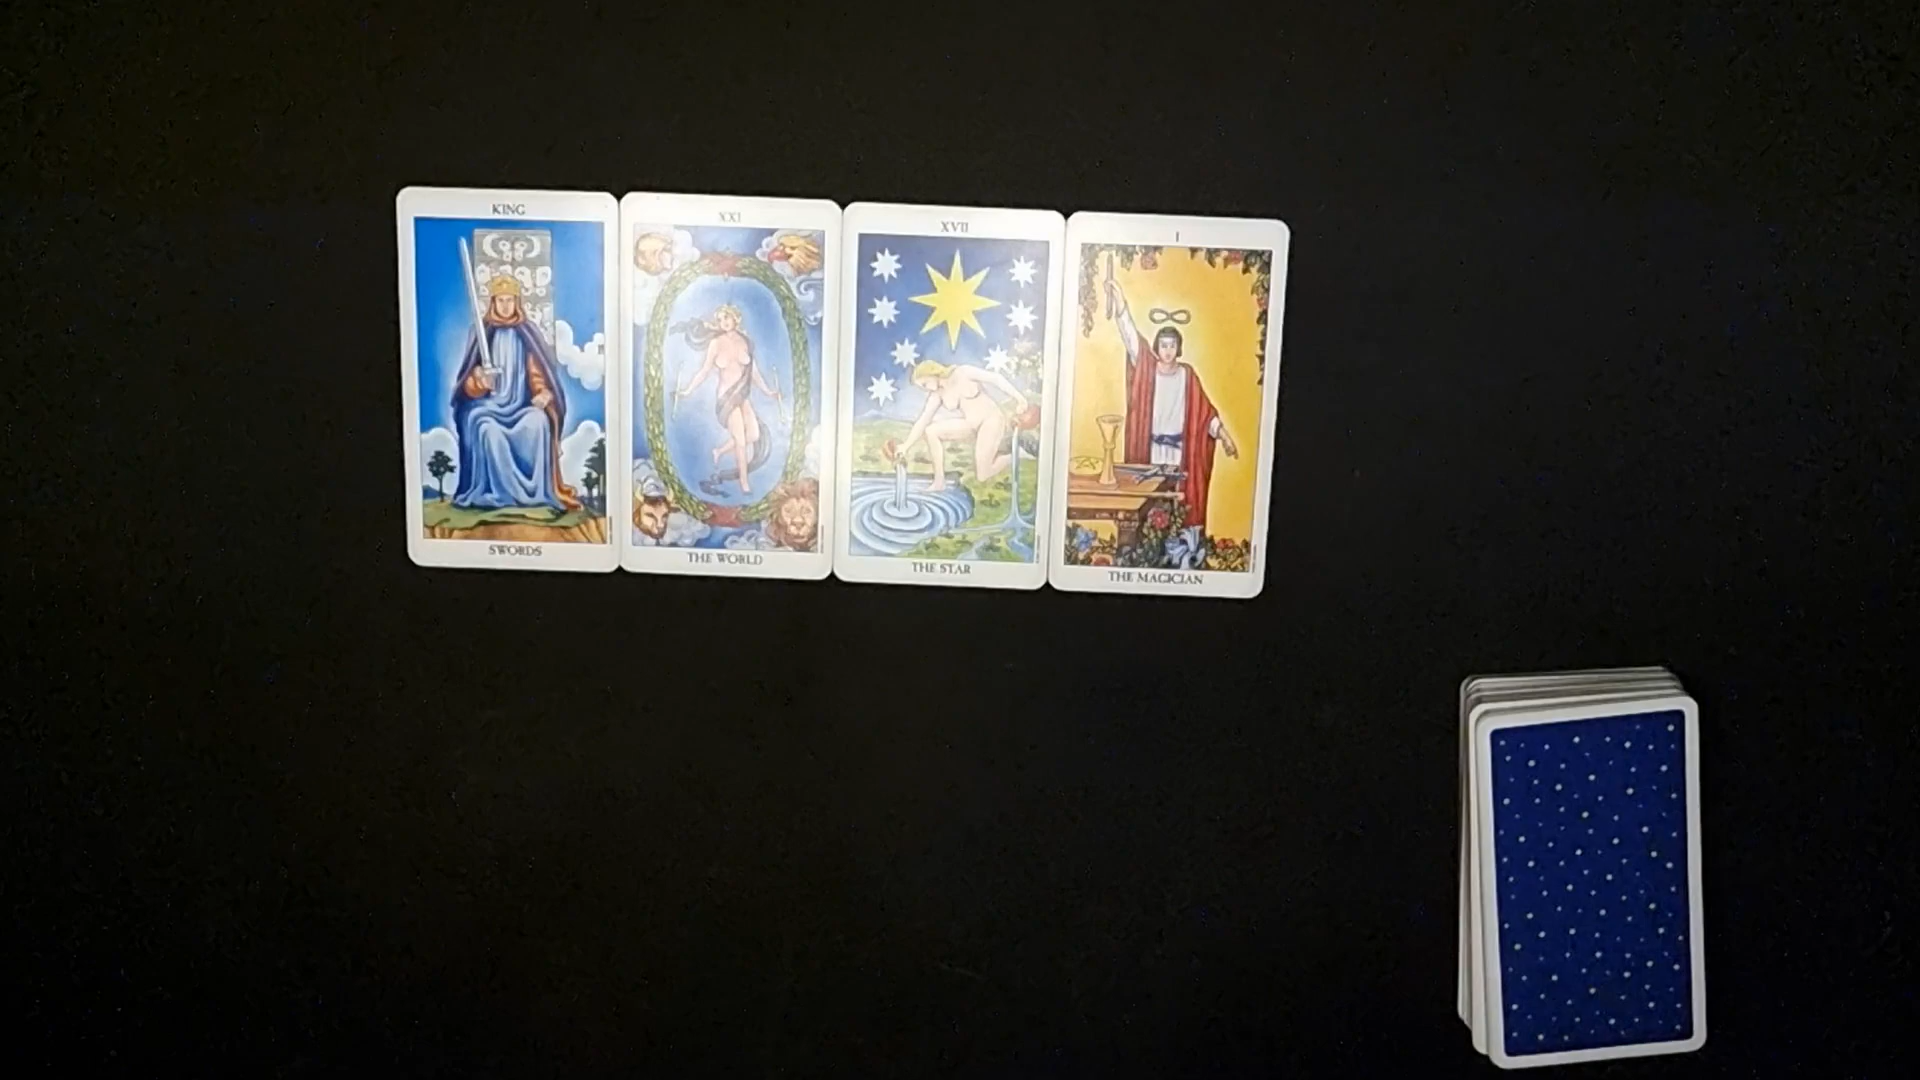 KING
SWORDS
XXI
THE WORLD
XVII
THE STAR
I
THE MAGICIAN